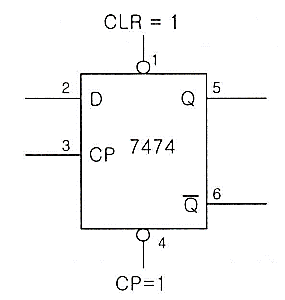 CLR = 1
1
2 D Q 5
3 CP 7474
Q̅ 6
4
CP=1